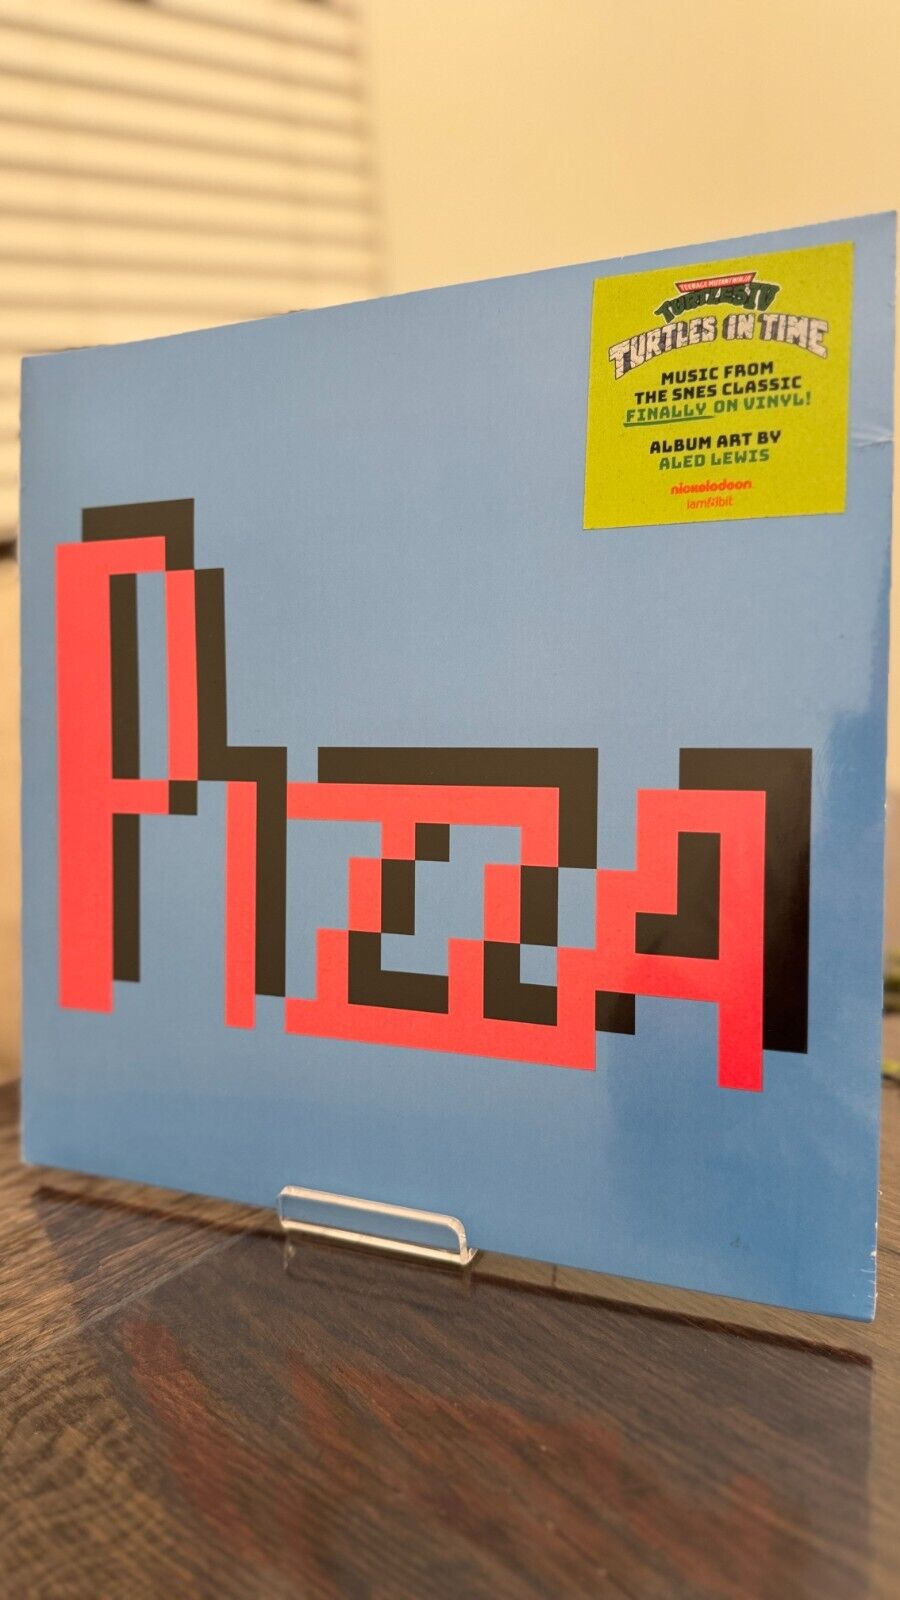 TEENAGE MUTANT NINJA
TURTLES IV
TURTLES IN TIME
MUSIC FROM
THE SNES CLASSIC
FINALLY ON VINYL!
ALBUM ART BY
ALED LEWIS
nickelodeon
iam8bit
PIZZA